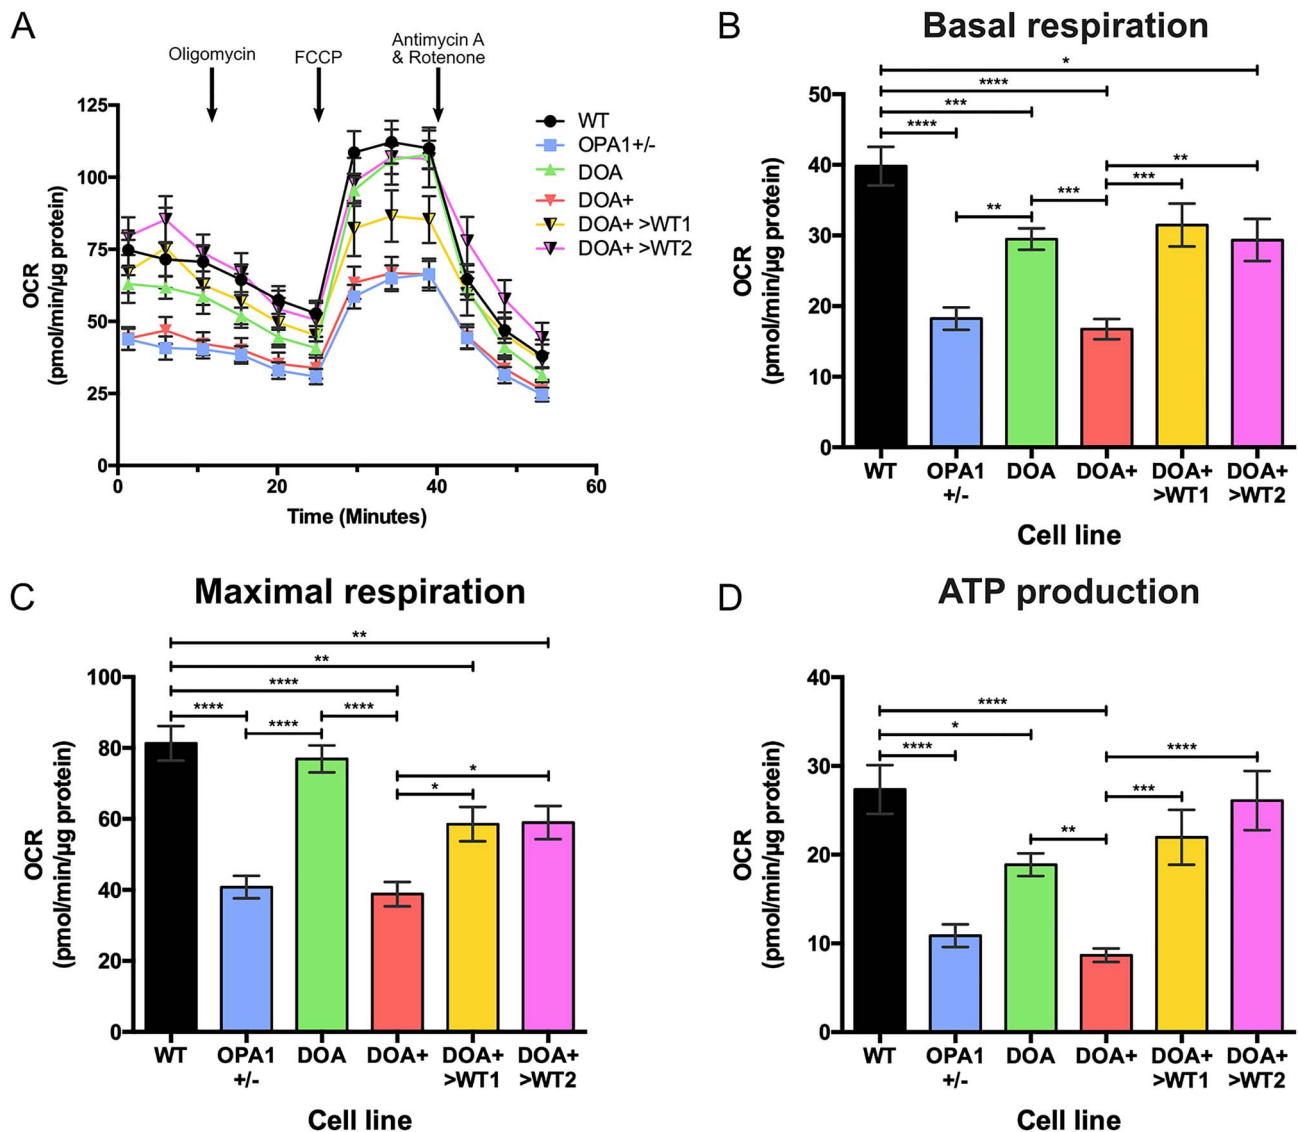 A
Oligomycin
FCCP
Antimycin A
& Rotenone
125
100
75
50
25
0
OCR
(pmol/min/µg protein)
0
20
40
60
Time (Minutes)
WT
OPA1+/-
DOA
DOA+
DOA+ >WT1
DOA+ >WT2
B
Basal respiration
*
****
***
****
**
***
**
***
50
40
30
20
10
0
OCR
(pmol/min/µg protein)
WT
OPA1
+/-
DOA
DOA+
DOA+
>WT1
DOA+
>WT2
Cell line
C
Maximal respiration
**
**
****
****
****
****
*
*
100
80
60
40
20
0
OCR
(pmol/min/µg protein)
WT
OPA1
+/-
DOA
DOA+
DOA+
>WT1
DOA+
>WT2
Cell line
D
ATP production
****
*
****
****
***
**
40
30
20
10
0
OCR
(pmol/min/µg protein)
WT
OPA1
+/-
DOA
DOA+
DOA+
>WT1
DOA+
>WT2
Cell line